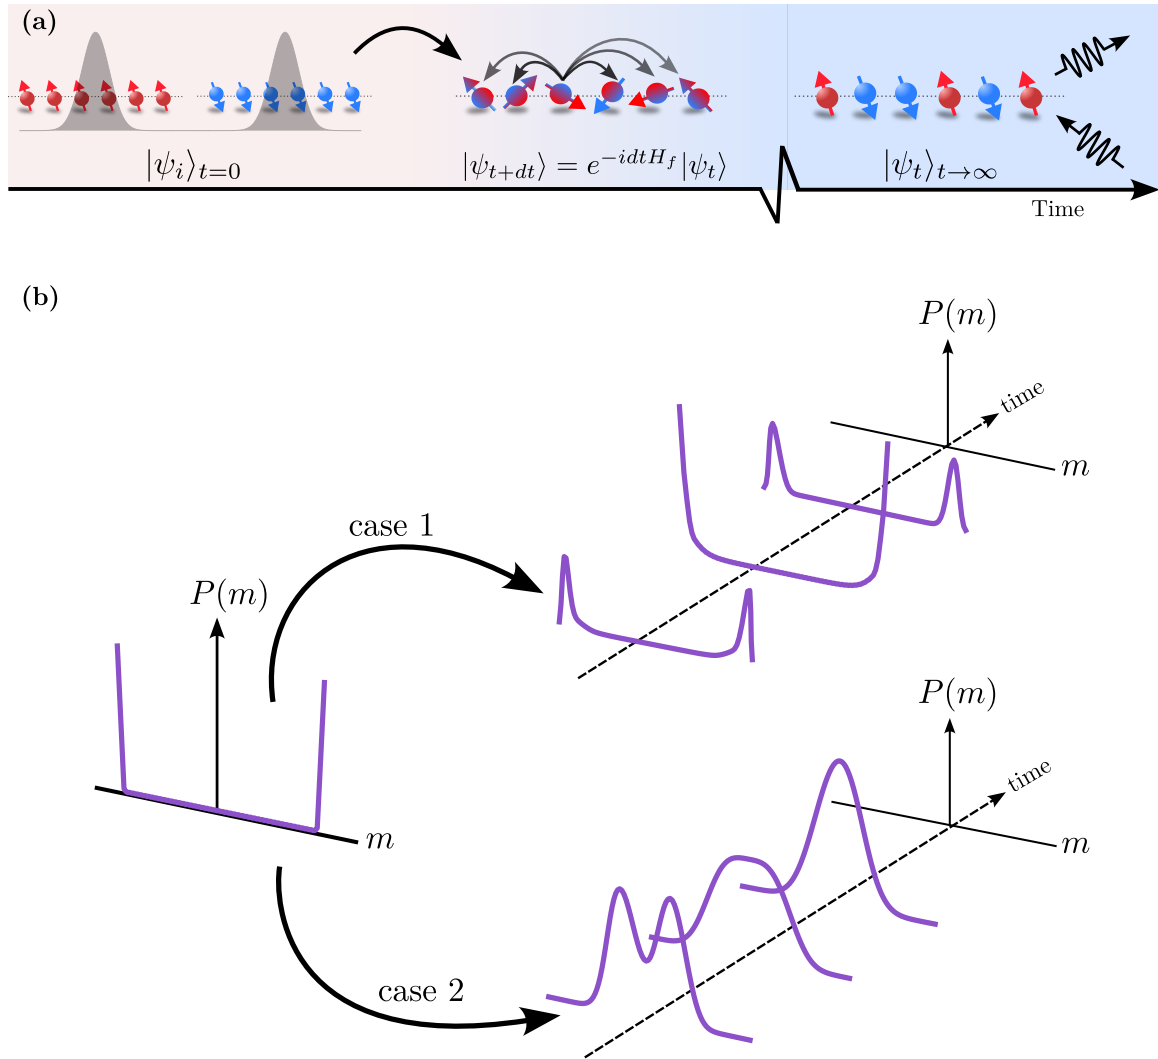 (a)
|ψ_i⟩_{t=0}
|ψ_{t+dt}⟩ = e^{−idtH_f}|ψ_t⟩
|ψ_t⟩_{t→∞}
Time
(b)
P(m)
time
m
case 1
P(m)
m
P(m)
time
m
case 2